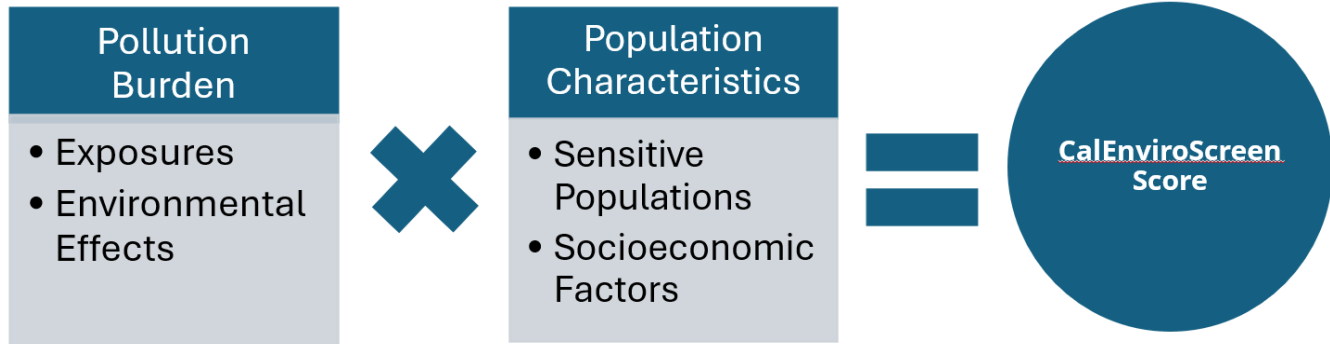 Pollution
Burden
• Exposures
• Environmental
Effects
Population
Characteristics
• Sensitive
Populations
• Socioeconomic
Factors
CalEnviroScreen
Score